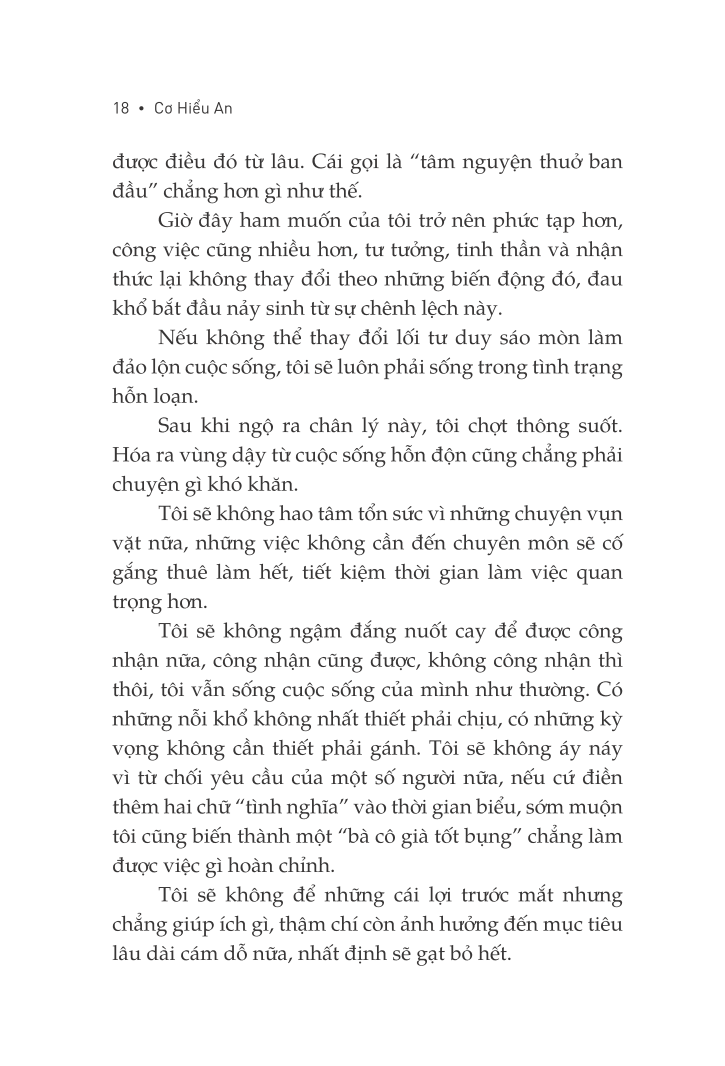 18 • Cơ Hiểu An
được điều đó từ lâu. Cái gọi là “tâm nguyện thuở ban
đầu” chẳng hơn gì như thế.
Giờ đây ham muốn của tôi trở nên phức tạp hơn,
công việc cũng nhiều hơn, tư tưởng, tinh thần và nhận
thức lại không thay đổi theo những biến động đó, đau
khổ bắt đầu nảy sinh từ sự chênh lệch này.
Nếu không thể thay đổi lối tư duy sáo mòn làm
đảo lộn cuộc sống, tôi sẽ luôn phải sống trong tình trạng
hỗn loạn.
Sau khi ngộ ra chân lý này, tôi chợt thông suốt.
Hóa ra vùng dậy từ cuộc sống hỗn độn cũng chẳng phải
chuyện gì khó khăn.
Tôi sẽ không hao tâm tổn sức vì những chuyện vụn
vặt nữa, những việc không cần đến chuyên môn sẽ cố
gắng thuê làm hết, tiết kiệm thời gian làm việc quan
trọng hơn.
Tôi sẽ không ngậm đắng nuốt cay để được công
nhận nữa, công nhận cũng được, không công nhận thì
thôi, tôi vẫn sống cuộc sống của mình như thường. Có
những nỗi khổ không nhất thiết phải chịu, có những kỳ
vọng không cần thiết phải gánh. Tôi sẽ không áy náy
vì từ chối yêu cầu của một số người nữa, nếu cứ điền
thêm hai chữ “tình nghĩa” vào thời gian biểu, sớm muộn
tôi cũng biến thành một “bà cô già tốt bụng” chẳng làm
được việc gì hoàn chỉnh.
Tôi sẽ không để những cái lợi trước mắt nhưng
chẳng giúp ích gì, thậm chí còn ảnh hưởng đến mục tiêu
lâu dài cám dỗ nữa, nhất định sẽ gạt bỏ hết.